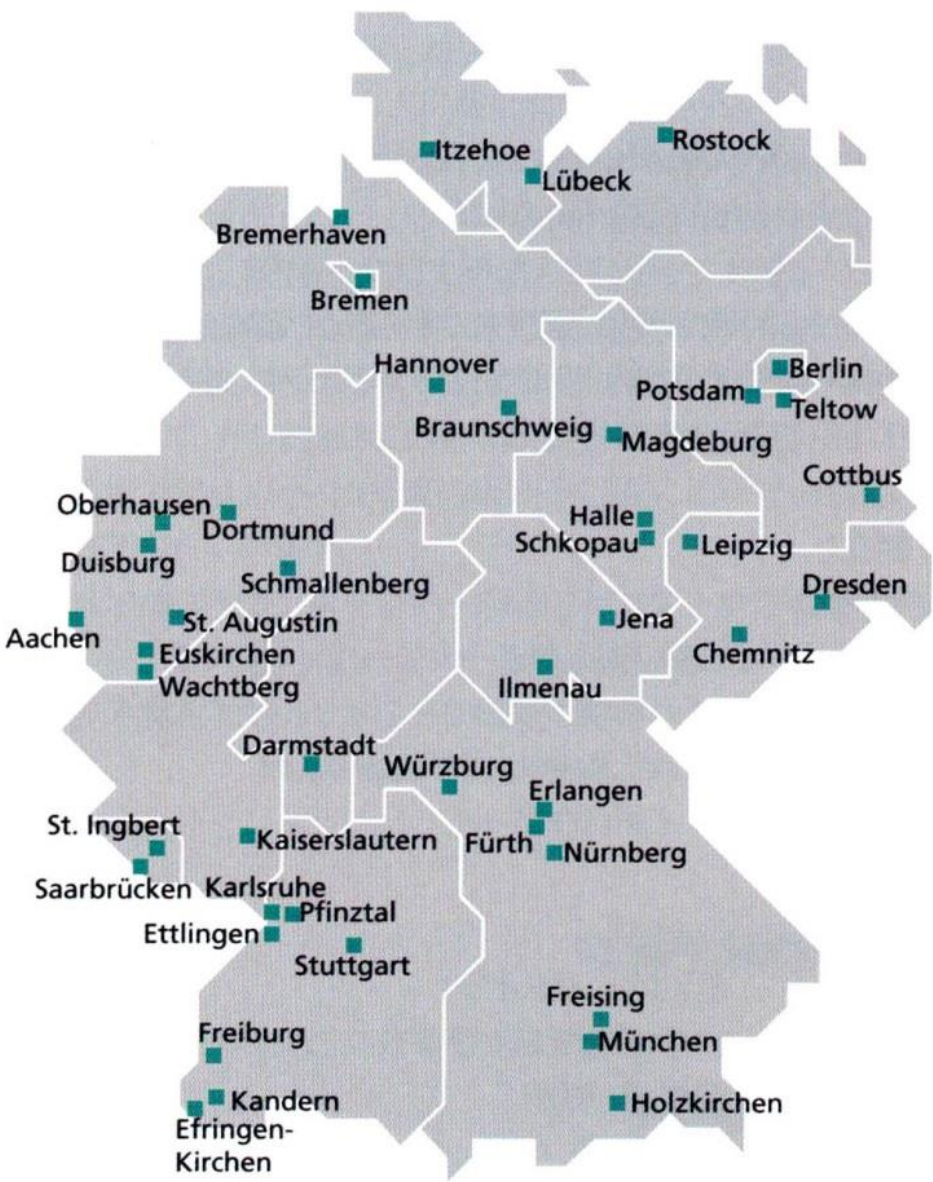 Itzehoe
Rostock
Lübeck
Bremerhaven
Bremen
Hannover
Berlin
Potsdam
Teltow
Braunschweig
Magdeburg
Cottbus
Oberhausen
Dortmund
Halle
Schkopau
Leipzig
Duisburg
Schmallenberg
Dresden
Aachen
St. Augustin
Jena
Euskirchen
Chemnitz
Wachtberg
Ilmenau
Darmstadt
Würzburg
Erlangen
St. Ingbert
Kaiserslautern
Fürth
Nürnberg
Saarbrücken
Karlsruhe
Pfinztal
Ettlingen
Stuttgart
Freising
Freiburg
München
Kandern
Holzkirchen
Efringen-
Kirchen